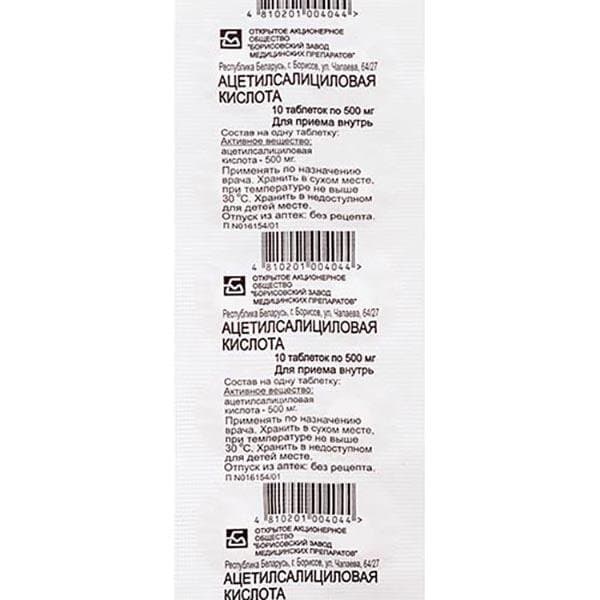 4 810201 004044 >
ОТКРЫТОЕ АКЦИОНЕРНОЕ
ОБЩЕСТВО
"БОРИСОВСКИЙ ЗАВОД
МЕДИЦИНСКИХ ПРЕПАРАТОВ"
Республика Беларусь, г. Борисов, ул. Чапаева, 64/27
АЦЕТИЛСАЛИЦИЛОВАЯ
КИСЛОТА
10 таблеток по 500 мг
Для приема внутрь
Состав на одну таблетку:
Активное вещество:
ацетилсалициловая
кислота - 500 мг.
Применять по назначению
врача. Хранить в сухом месте,
при температуре не выше
30 °С. Хранить в недоступном
для детей месте.
Отпуск из аптек: без рецепта.
П N016154/01
4 810201 004044 >
ОТКРЫТОЕ АКЦИОНЕРНОЕ
ОБЩЕСТВО
"БОРИСОВСКИЙ ЗАВОД
МЕДИЦИНСКИХ ПРЕПАРАТОВ"
Республика Беларусь, г. Борисов, ул. Чапаева, 64/27
АЦЕТИЛСАЛИЦИЛОВАЯ
КИСЛОТА
10 таблеток по 500 мг
Для приема внутрь
Состав на одну таблетку:
Активное вещество:
ацетилсалициловая
кислота - 500 мг.
Применять по назначению
врача. Хранить в сухом месте,
при температуре не выше
30 °С. Хранить в недоступном
для детей месте.
Отпуск из аптек: без рецепта.
П N016154/01
4 810201 004044 >
ОТКРЫТОЕ АКЦИОНЕРНОЕ
ОБЩЕСТВО
"БОРИСОВСКИЙ ЗАВОД
МЕДИЦИНСКИХ ПРЕПАРАТОВ"
Республика Беларусь, г. Борисов, ул. Чапаева, 64/27
АЦЕТИЛСАЛИЦИЛОВАЯ
КИСЛОТА